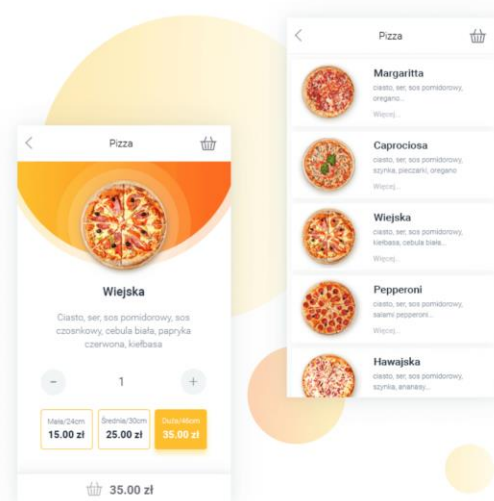 Pizza
Wiejska
Ciasto, ser, sos pomidorowy, sos
czosnkowy, cebula biała, papryka
czerwona, kiełbasa
-
1
+
Mała/24cm
15.00 zł
Średnia/30cm
25.00 zł
35.00 zł
35.00 zł
Pizza
Margaritta
ciasto, ser, sos pomidorowy,
oregano...
Więcej...
Caprociosa
ciasto, ser, sos pomidorowy,
szynka, pieczarki, oregano
Więcej...
Wiejska
ciasto, ser, sos pomidorowy,
kiełbasa, cebula biała...
Więcej...
Pepperoni
ciasto, ser, sos pomidorowy,
salami pepperoni...
Więcej...
Hawajska
ciasto, ser, sos pomidorowy,
szynka, ananasy...